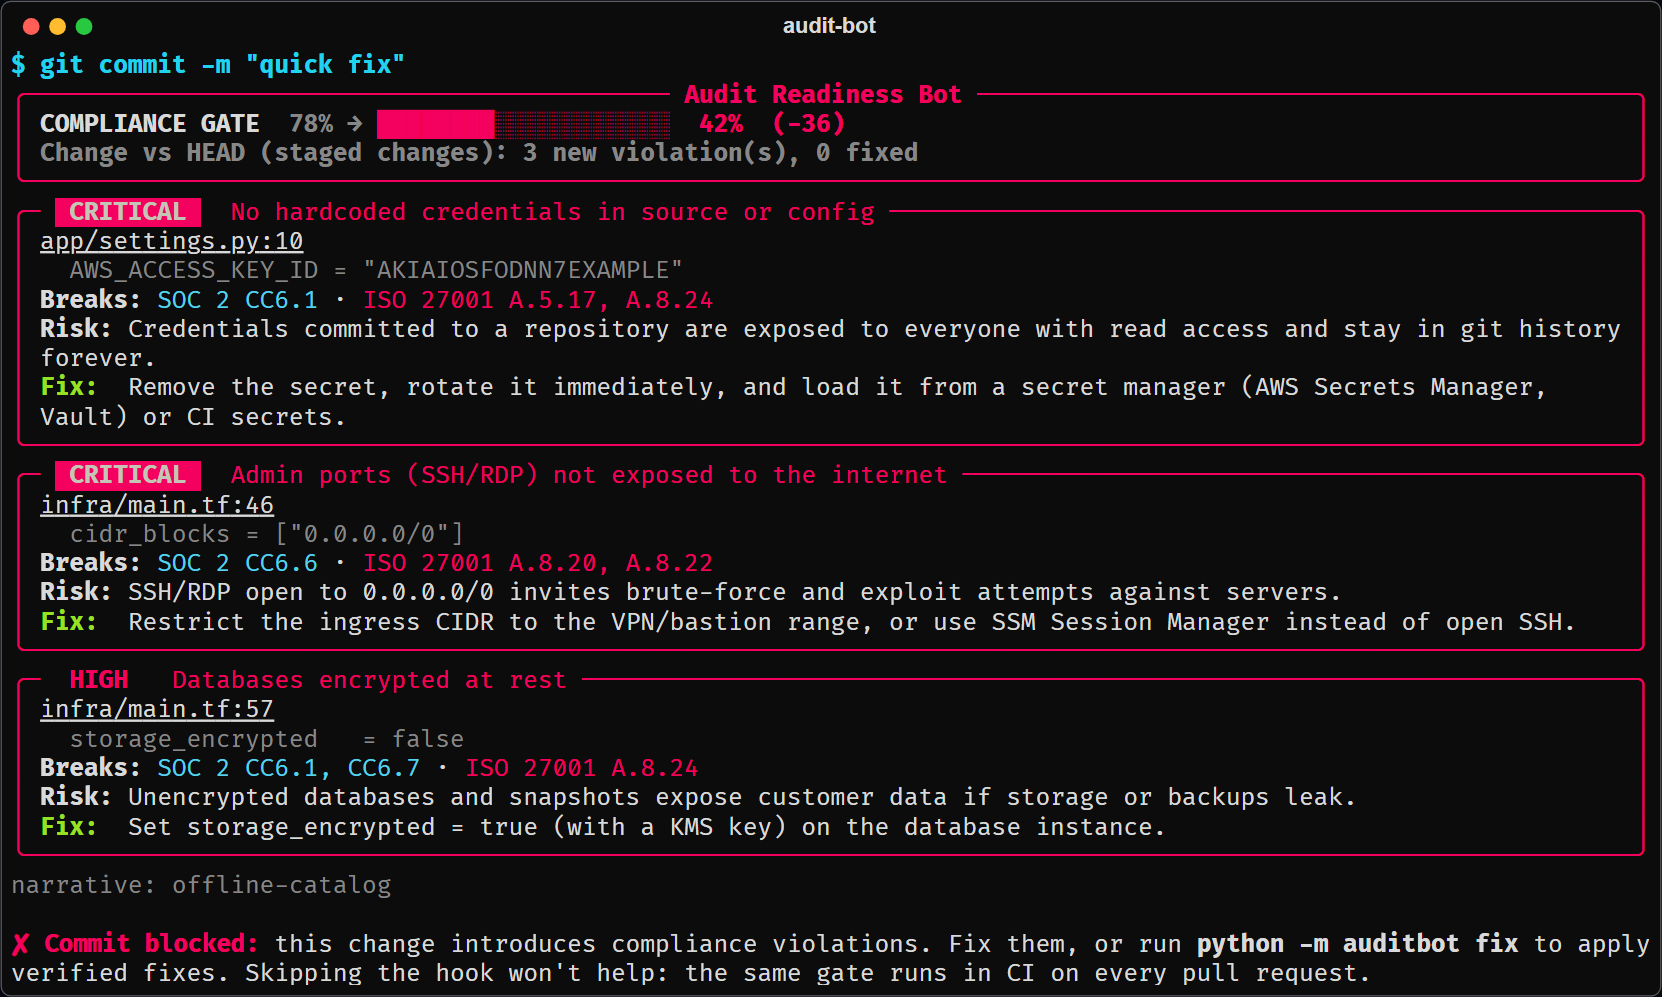 audit-bot
$ git commit -m "quick fix"
Audit Readiness Bot
COMPLIANCE GATE 78% → 42% (-36)
Change vs HEAD (staged changes): 3 new violation(s), 0 fixed
CRITICAL No hardcoded credentials in source or config
app/settings.py:10
AWS_ACCESS_KEY_ID = "AKIAIOSFODNN7EXAMPLE"
Breaks: SOC 2 CC6.1 · ISO 27001 A.5.17, A.8.24
Risk: Credentials committed to a repository are exposed to everyone with read access and stay in git history
forever.
Fix: Remove the secret, rotate it immediately, and load it from a secret manager (AWS Secrets Manager,
Vault) or CI secrets.
CRITICAL Admin ports (SSH/RDP) not exposed to the internet
infra/main.tf:46
cidr_blocks = ["0.0.0.0/0"]
Breaks: SOC 2 CC6.6 · ISO 27001 A.8.20, A.8.22
Risk: SSH/RDP open to 0.0.0.0/0 invites brute-force and exploit attempts against servers.
Fix: Restrict the ingress CIDR to the VPN/bastion range, or use SSM Session Manager instead of open SSH.
HIGH Databases encrypted at rest
infra/main.tf:57
storage_encrypted = false
Breaks: SOC 2 CC6.1, CC6.7 · ISO 27001 A.8.24
Risk: Unencrypted databases and snapshots expose customer data if storage or backups leak.
Fix: Set storage_encrypted = true (with a KMS key) on the database instance.
narrative: offline-catalog
✘ Commit blocked: this change introduces compliance violations. Fix them, or run python -m auditbot fix to apply
verified fixes. Skipping the hook won't help: the same gate runs in CI on every pull request.